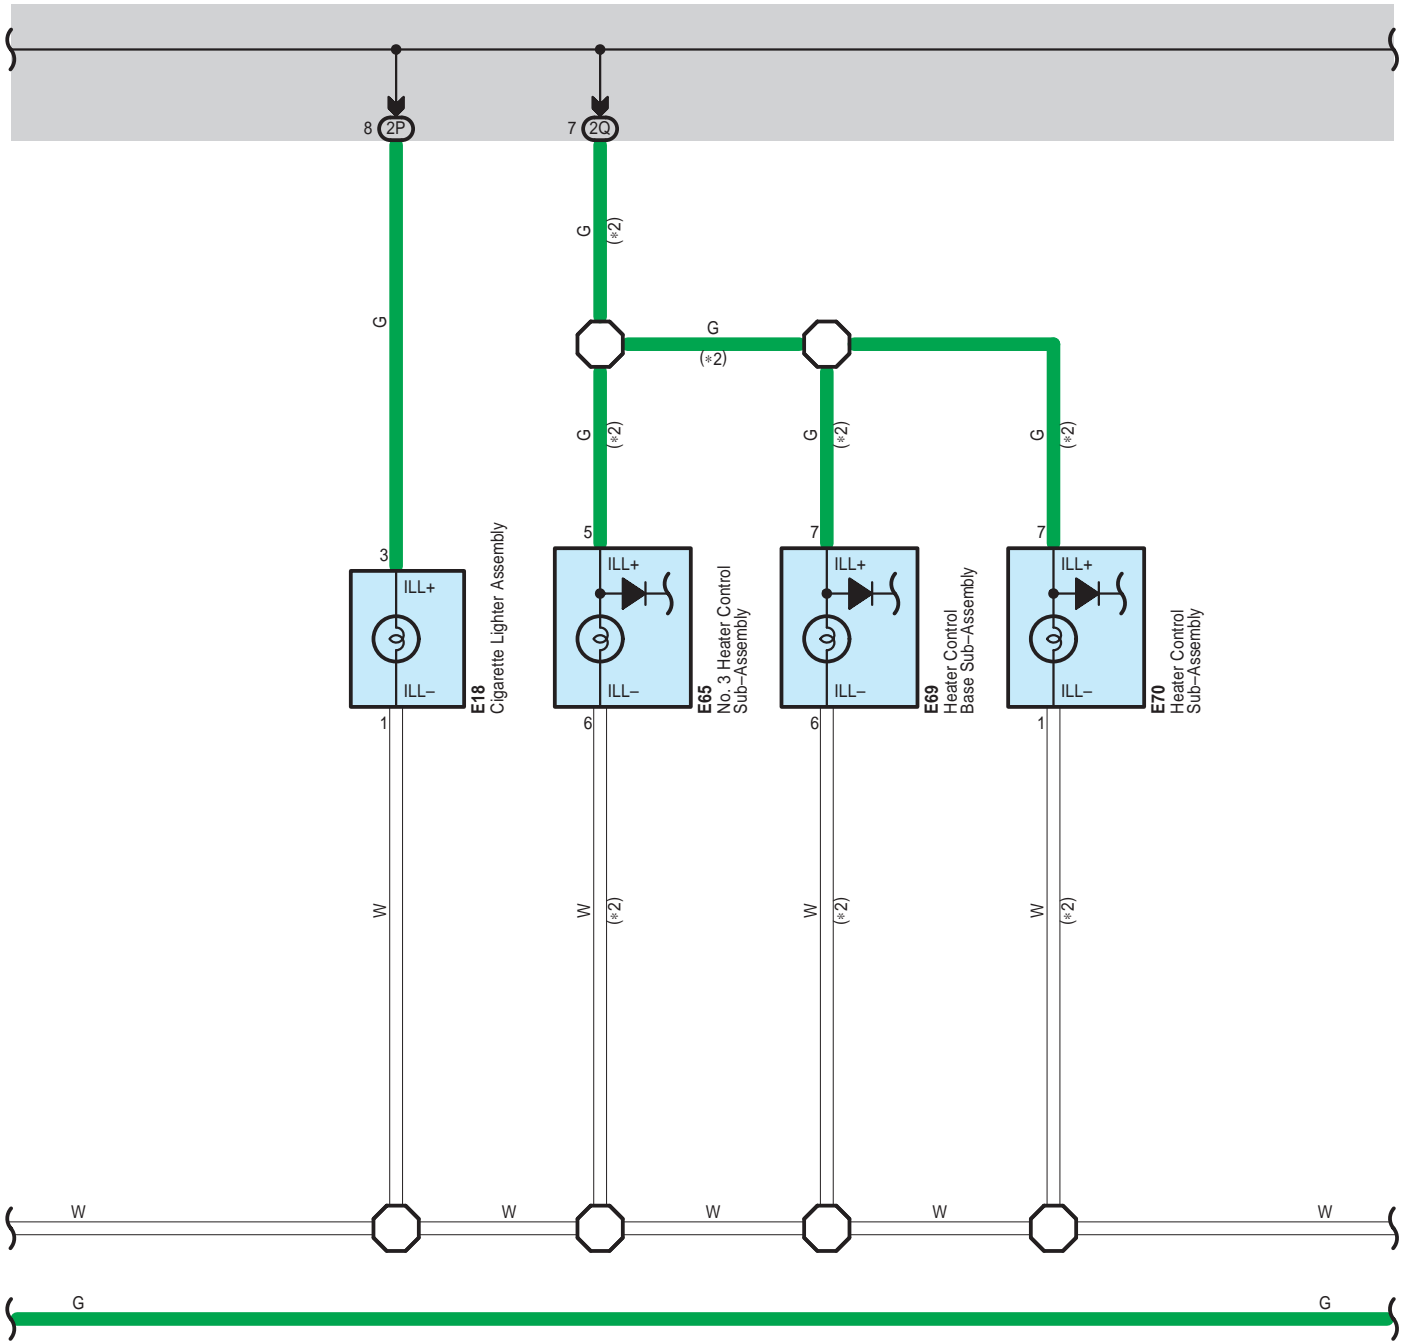 8 2P
7 2Q
G
(*2)
G
G
(*2)
G
(*2)
G
(*2)
G
(*2)
3
5
7
7
ILL+
ILL–
E18
Cigarette Lighter Assembly
ILL+
ILL–
E65
No. 3 Heater Control
Sub–Assembly
ILL+
ILL–
E69
Heater Control
Base Sub–Assembly
ILL+
ILL–
E70
Heater Control
Sub–Assembly
1
6
6
1
W
W
(*2)
W
(*2)
W
(*2)
W
W
W
W
W
G
G